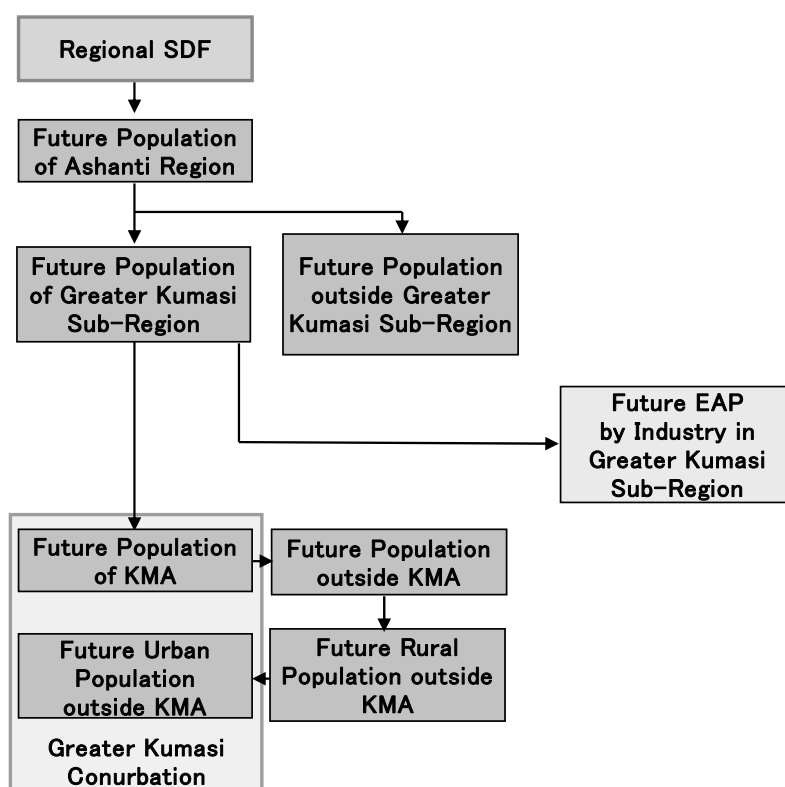 Regional SDF
Future Population
of Ashanti Region
Future Population
of Greater Kumasi
Sub-Region
Future Population
outside Greater
Kumasi Sub-Region
Future EAP
by Industry in
Greater Kumasi
Sub-Region
Future Population
of KMA
Future Population
outside KMA
Future Urban
Population
outside KMA
Future Rural
Population outside
KMA
Greater Kumasi
Conurbation